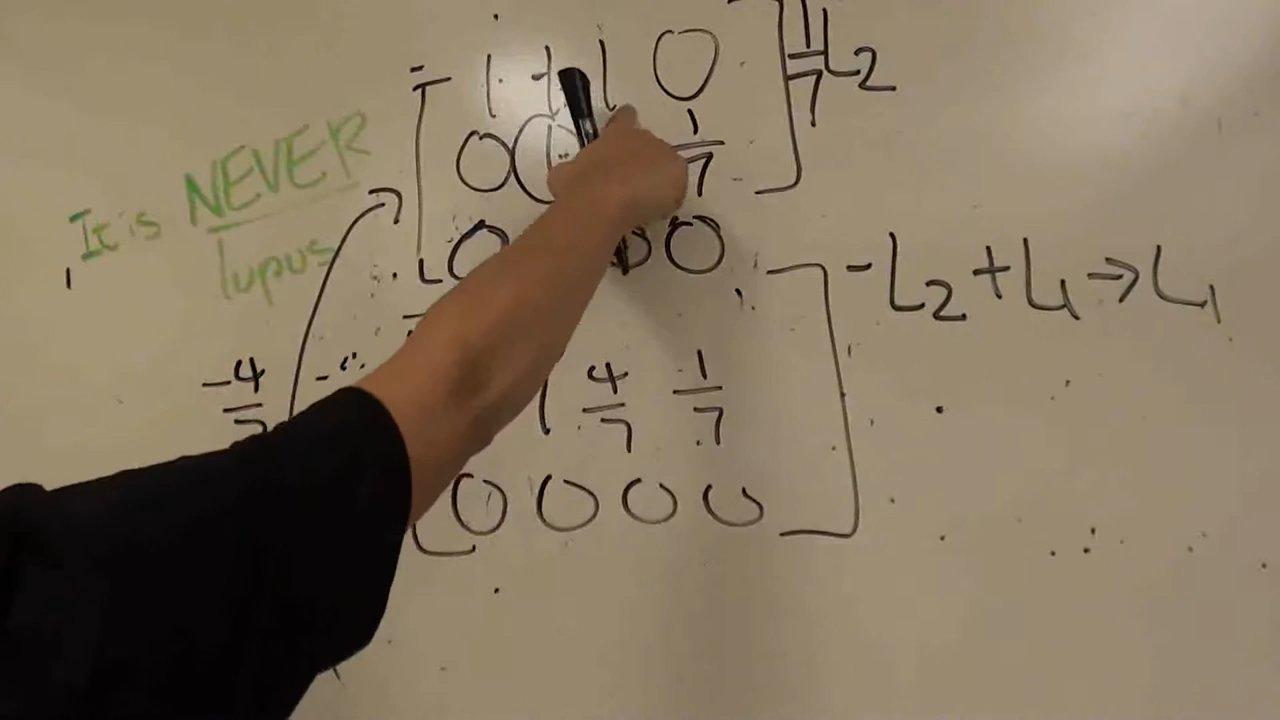 1 1 1 0
1/7 L2
0 1/7
0 0 0
It is NEVER
lupus
-L2 + L1 → L1
-4/7
1 4/7 1/7
0 0 0 0